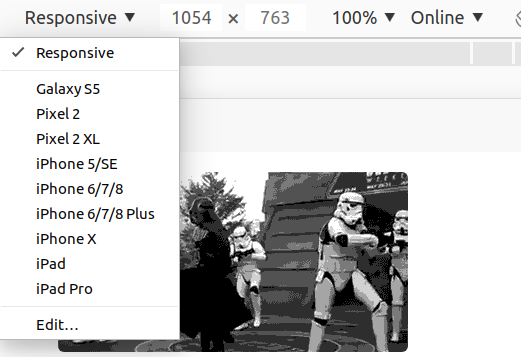 Responsive ▼ 1054 × 763 100% ▼ Online ▼
✓ Responsive
Galaxy S5
Pixel 2
Pixel 2 XL
iPhone 5/SE
iPhone 6/7/8
iPhone 6/7/8 Plus
iPhone X
iPad
iPad Pro
Edit...
WEEKENDS